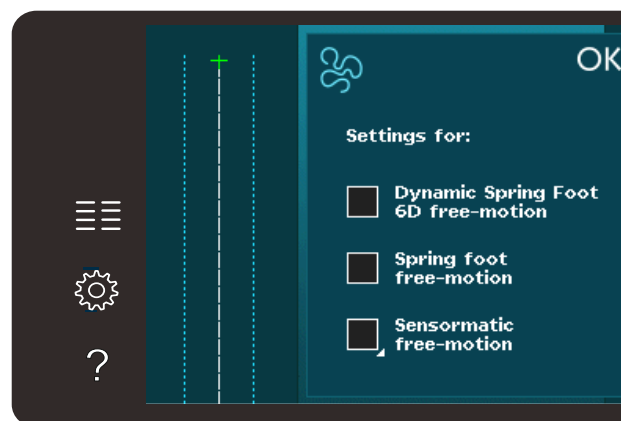 OK
Settings for:
Dynamic Spring Foot
6D free-motion
Spring foot
free-motion
Sensormatic
free-motion
?